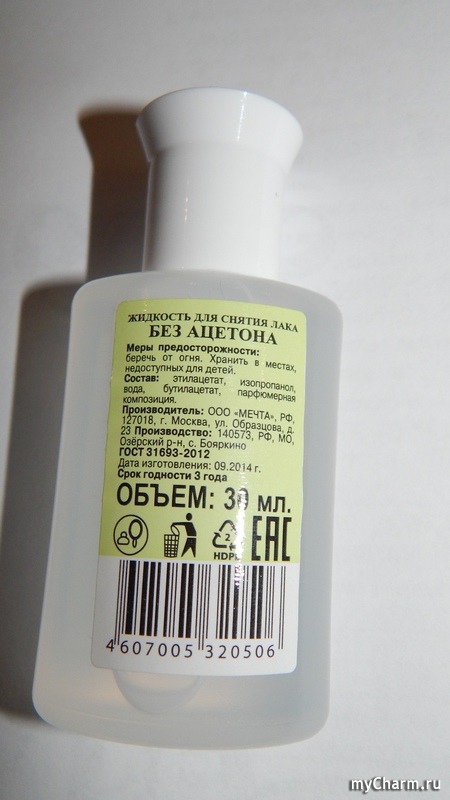 ЖИДКОСТЬ ДЛЯ СНЯТИЯ ЛАКА
БЕЗ АЦЕТОНА
Меры предосторожности:
беречь от огня. Хранить в местах,
недоступных для детей.
Состав: этилацетат, изопропанол,
вода, бутилацетат, парфюмерная
композиция.
Производитель: ООО «МЕЧТА», РФ,
127018, г. Москва, ул. Образцова, д.
23 Производство: 140573, РФ, МО,
Озёрский р-н, с. Бояркино
ГОСТ 31693-2012
Дата изготовления: 09.2014 г.
Срок годности 3 года
ОБЪЕМ: 30 мл.
2
HDPE
ЕАС
4 607005 320506
myCharm.ru